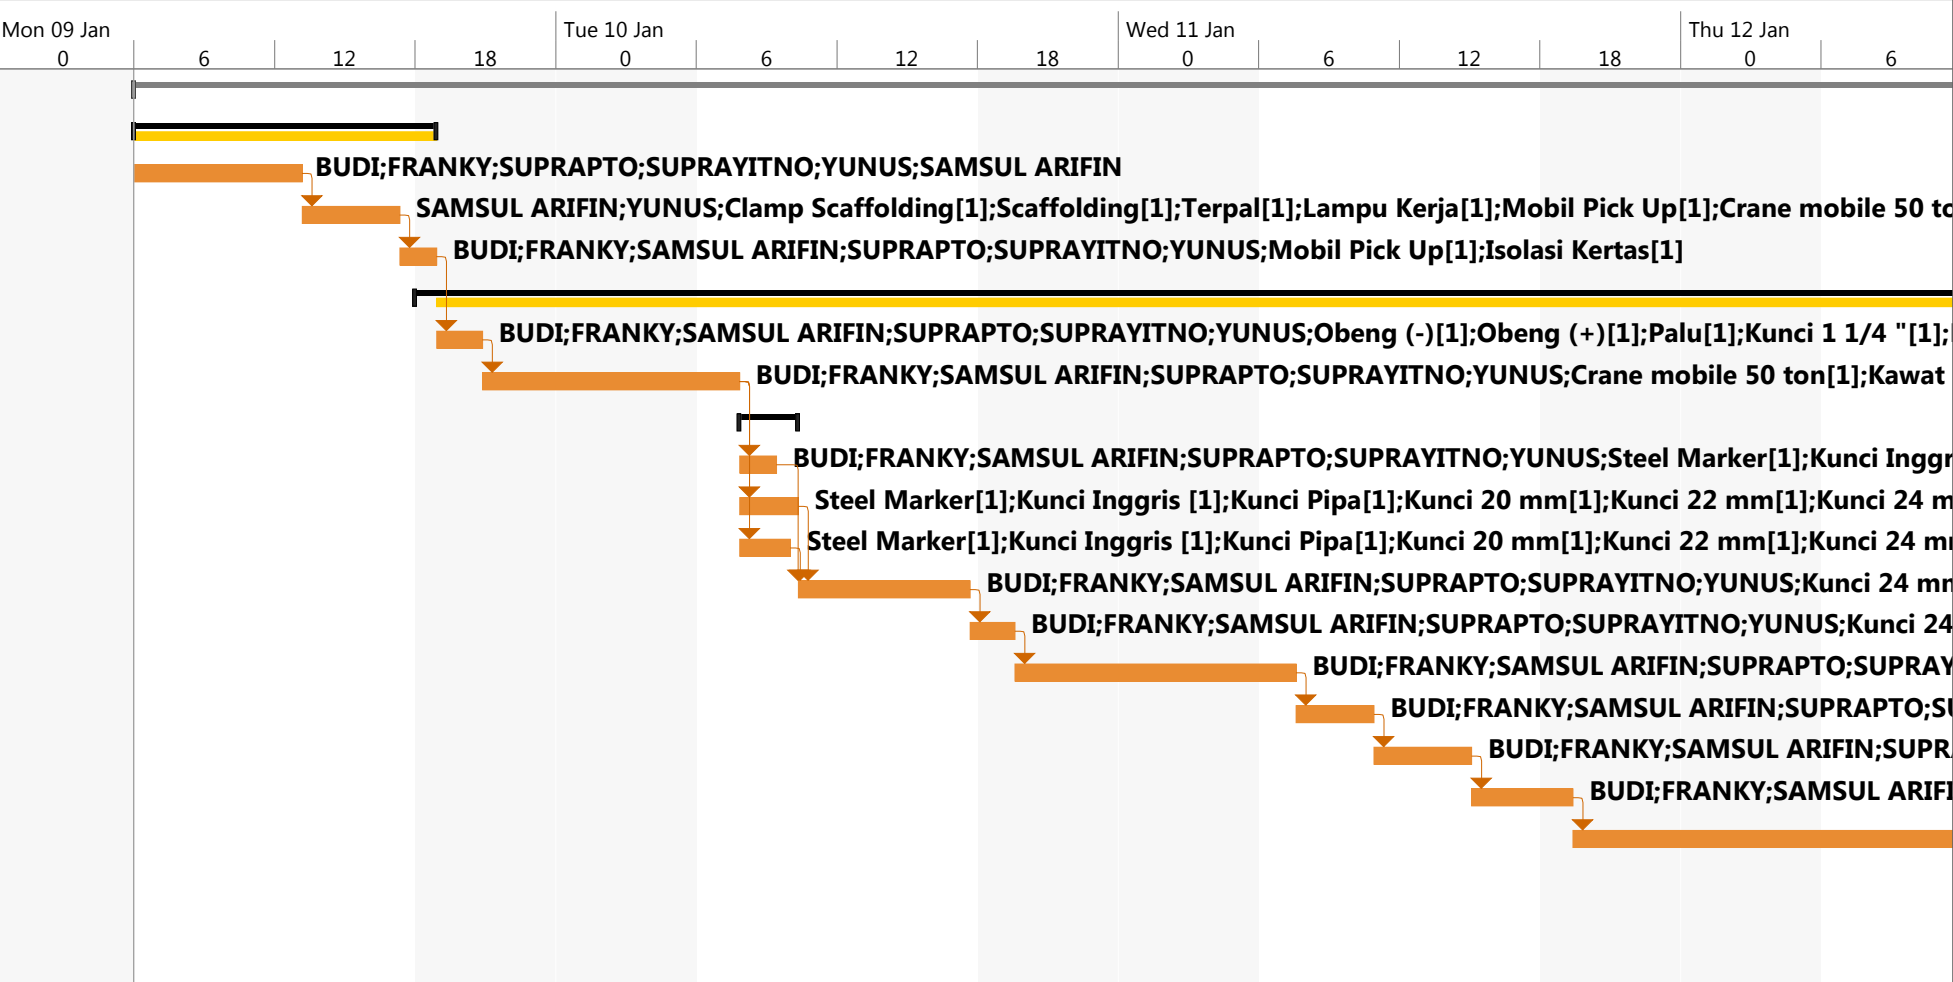 Mon 09 Jan Tue 10 Jan Wed 11 Jan Thu 12 Jan
0 6 12 18 0 6 12 18 0 6 12 18 0 6
BUDI;FRANKY;SUPRAPTO;SUPRAYITNO;YUNUS;SAMSUL ARIFIN
SAMSUL ARIFIN;YUNUS;Clamp Scaffolding[1];Scaffolding[1];Terpal[1];Lampu Kerja[1];Mobil Pick Up[1];Crane mobile 50 to
BUDI;FRANKY;SAMSUL ARIFIN;SUPRAPTO;SUPRAYITNO;YUNUS;Mobil Pick Up[1];Isolasi Kertas[1]
BUDI;FRANKY;SAMSUL ARIFIN;SUPRAPTO;SUPRAYITNO;YUNUS;Obeng (-)[1];Obeng (+)[1];Palu[1];Kunci 1 1/4 "[1];
BUDI;FRANKY;SAMSUL ARIFIN;SUPRAPTO;SUPRAYITNO;YUNUS;Crane mobile 50 ton[1];Kawat
BUDI;FRANKY;SAMSUL ARIFIN;SUPRAPTO;SUPRAYITNO;YUNUS;Steel Marker[1];Kunci Inggr
Steel Marker[1];Kunci Inggris [1];Kunci Pipa[1];Kunci 20 mm[1];Kunci 22 mm[1];Kunci 24 m
Steel Marker[1];Kunci Inggris [1];Kunci Pipa[1];Kunci 20 mm[1];Kunci 22 mm[1];Kunci 24 mm
BUDI;FRANKY;SAMSUL ARIFIN;SUPRAPTO;SUPRAYITNO;YUNUS;Kunci 24 mm
BUDI;FRANKY;SAMSUL ARIFIN;SUPRAPTO;SUPRAYITNO;YUNUS;Kunci 24
BUDI;FRANKY;SAMSUL ARIFIN;SUPRAPTO;SUPRAY
BUDI;FRANKY;SAMSUL ARIFIN;SUPRAPTO;SU
BUDI;FRANKY;SAMSUL ARIFIN;SUPR
BUDI;FRANKY;SAMSUL ARIFI